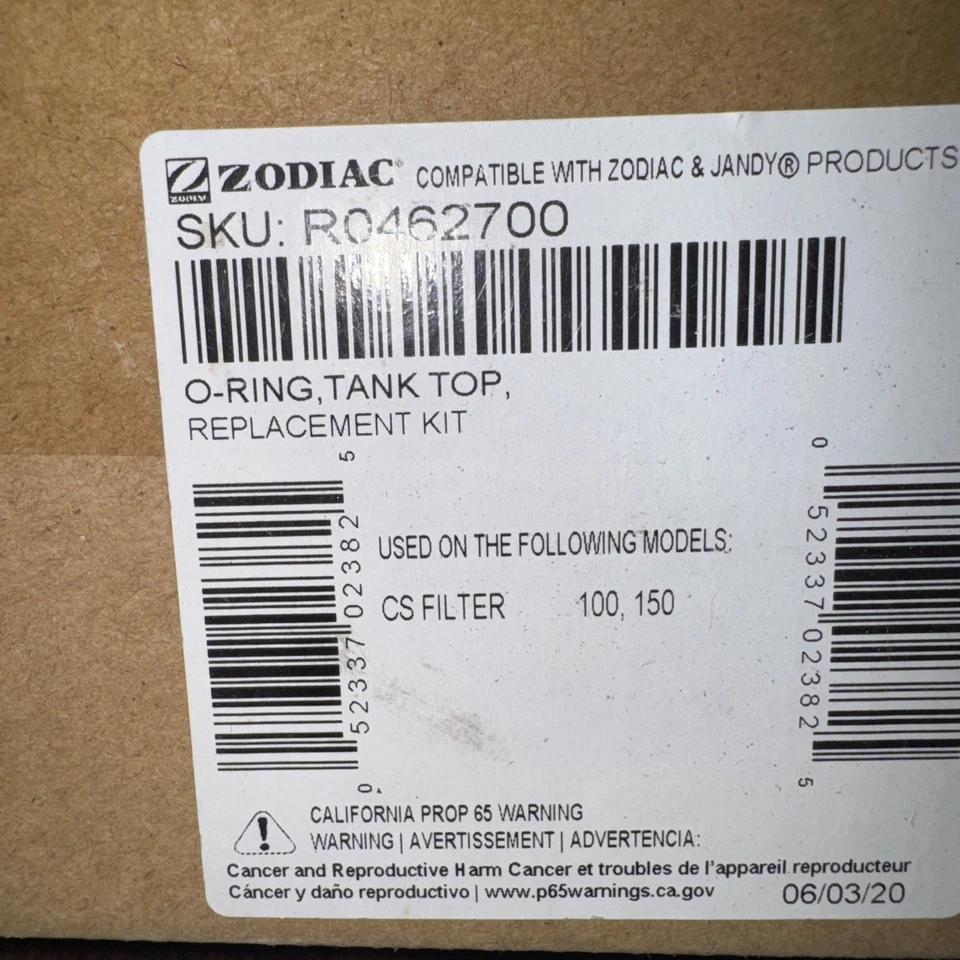 ZODIAC® COMPATIBLE WITH ZODIAC & JANDY® PRODUCTS
ZODIAC
SKU: R0462700
O-RING,TANK TOP,
REPLACEMENT KIT
USED ON THE FOLLOWING MODELS:
CS FILTER 100, 150
0 52337 02382 5
0 52337 02382 5
CALIFORNIA PROP 65 WARNING
WARNING | AVERTISSEMENT | ADVERTENCIA:
Cancer and Reproductive Harm Cancer et troubles de l'appareil reproducteur
Cáncer y daño reproductivo | www.p65warnings.ca.gov 06/03/20